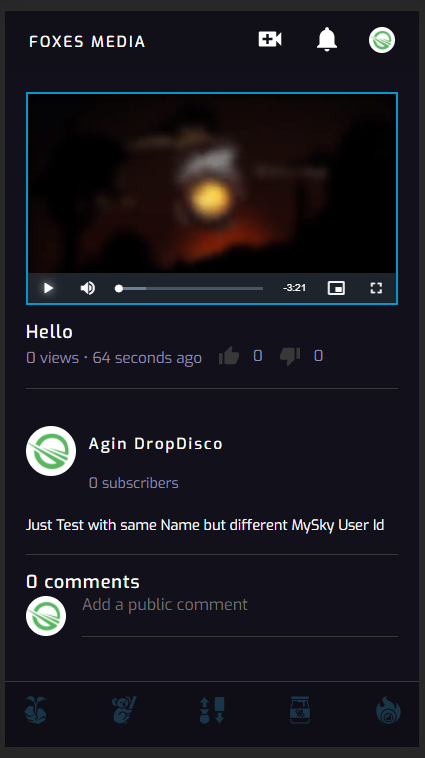 FOXES MEDIA
-3:21
Hello
0 views • 64 seconds ago 0 0
Agin DropDisco
0 subscribers
Just Test with same Name but different MySky User Id
0 comments
Add a public comment